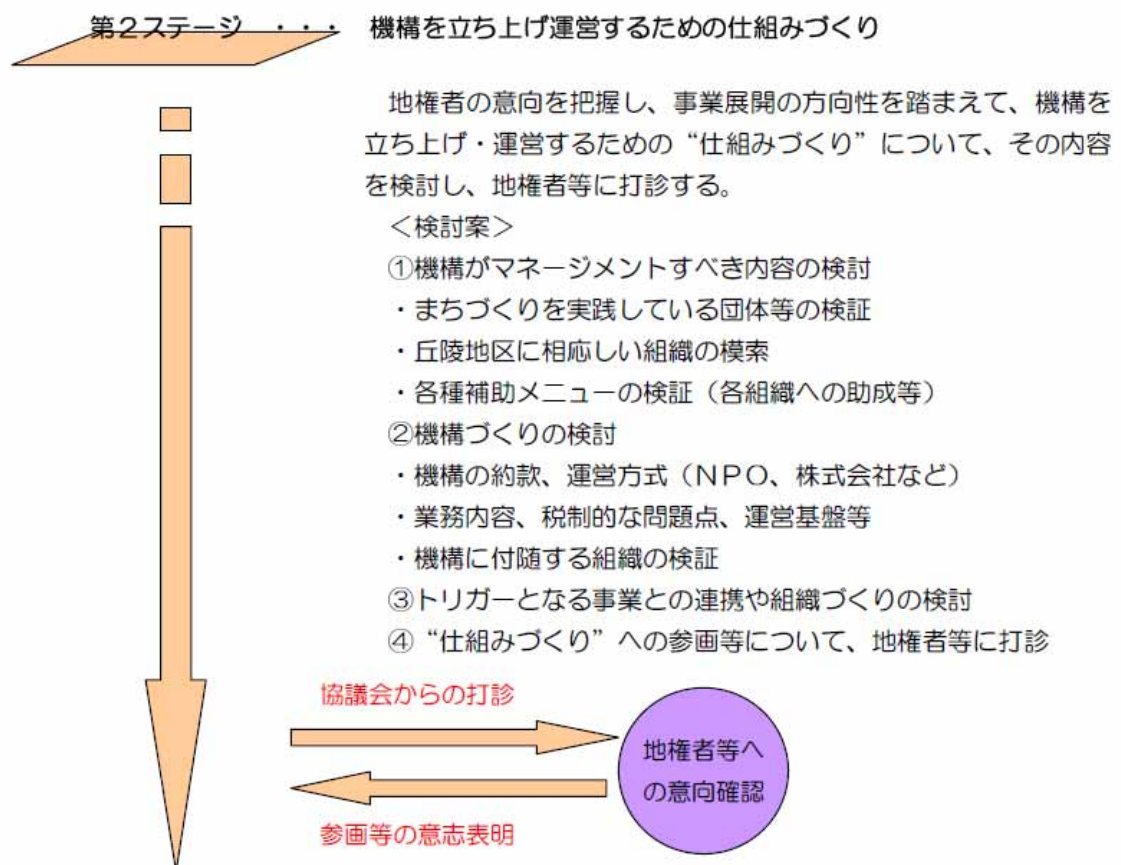 第2ステージ ・・・ 機構を立ち上げ運営するための仕組みづくり
地権者の意向を把握し、事業展開の方向性を踏まえて、機構を
立ち上げ・運営するための“仕組みづくり”について、その内容
を検討し、地権者等に打診する。
＜検討案＞
①機構がマネージメントすべき内容の検討
・まちづくりを実践している団体等の検証
・丘陵地区に相応しい組織の模索
・各種補助メニューの検証（各組織への助成等）
②機構づくりの検討
・機構の約款、運営方式（ＮＰＯ、株式会社など）
・業務内容、税制的な問題点、運営基盤等
・機構に付随する組織の検証
③トリガーとなる事業との連携や組織づくりの検討
④“仕組みづくり”への参画等について、地権者等に打診
協議会からの打診
地権者等へ
の意向確認
参画等の意志表明